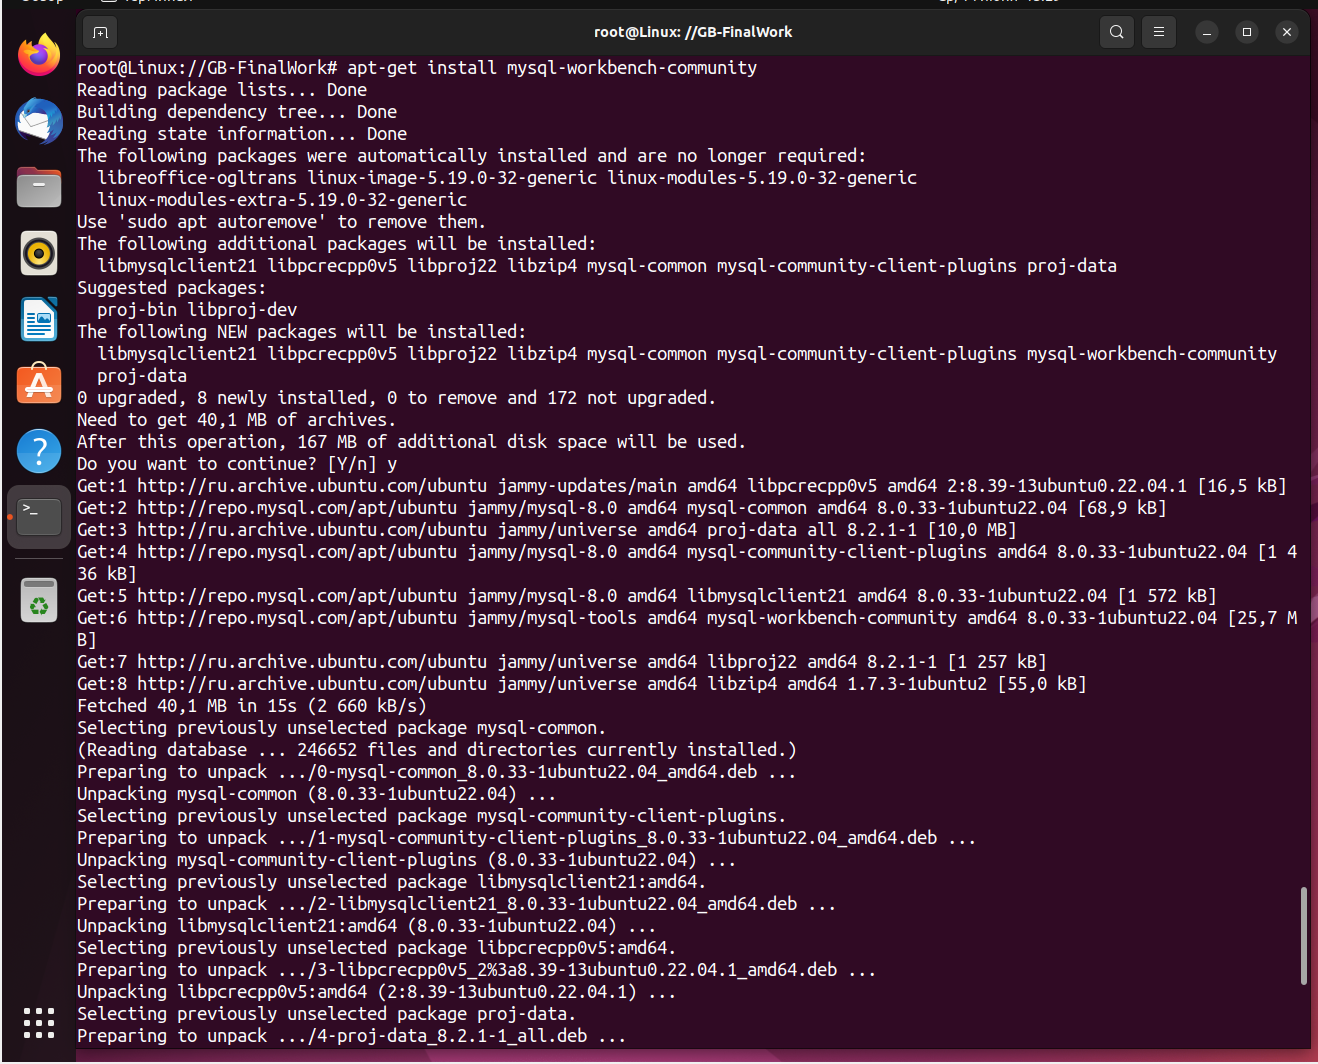 root@Linux: //GB-FinalWork
root@Linux://GB-FinalWork# apt-get install mysql-workbench-community
Reading package lists... Done
Building dependency tree... Done
Reading state information... Done
The following packages were automatically installed and are no longer required:
  libreoffice-ogltrans linux-image-5.19.0-32-generic linux-modules-5.19.0-32-generic
  linux-modules-extra-5.19.0-32-generic
Use 'sudo apt autoremove' to remove them.
The following additional packages will be installed:
  libmysqlclient21 libpcrecpp0v5 libproj22 libzip4 mysql-common mysql-community-client-plugins proj-data
Suggested packages:
  proj-bin libproj-dev
The following NEW packages will be installed:
  libmysqlclient21 libpcrecpp0v5 libproj22 libzip4 mysql-common mysql-community-client-plugins mysql-workbench-community
  proj-data
0 upgraded, 8 newly installed, 0 to remove and 172 not upgraded.
Need to get 40,1 MB of archives.
After this operation, 167 MB of additional disk space will be used.
Do you want to continue? [Y/n] y
Get:1 http://ru.archive.ubuntu.com/ubuntu jammy-updates/main amd64 libpcrecpp0v5 amd64 2:8.39-13ubuntu0.22.04.1 [16,5 kB]
Get:2 http://repo.mysql.com/apt/ubuntu jammy/mysql-8.0 amd64 mysql-common amd64 8.0.33-1ubuntu22.04 [68,9 kB]
Get:3 http://ru.archive.ubuntu.com/ubuntu jammy/universe amd64 proj-data all 8.2.1-1 [10,0 MB]
Get:4 http://repo.mysql.com/apt/ubuntu jammy/mysql-8.0 amd64 mysql-community-client-plugins amd64 8.0.33-1ubuntu22.04 [1 4
36 kB]
Get:5 http://repo.mysql.com/apt/ubuntu jammy/mysql-8.0 amd64 libmysqlclient21 amd64 8.0.33-1ubuntu22.04 [1 572 kB]
Get:6 http://repo.mysql.com/apt/ubuntu jammy/mysql-tools amd64 mysql-workbench-community amd64 8.0.33-1ubuntu22.04 [25,7 M
B]
Get:7 http://ru.archive.ubuntu.com/ubuntu jammy/universe amd64 libproj22 amd64 8.2.1-1 [1 257 kB]
Get:8 http://ru.archive.ubuntu.com/ubuntu jammy/universe amd64 libzip4 amd64 1.7.3-1ubuntu2 [55,0 kB]
Fetched 40,1 MB in 15s (2 660 kB/s)
Selecting previously unselected package mysql-common.
(Reading database ... 246652 files and directories currently installed.)
Preparing to unpack .../0-mysql-common_8.0.33-1ubuntu22.04_amd64.deb ...
Unpacking mysql-common (8.0.33-1ubuntu22.04) ...
Selecting previously unselected package mysql-community-client-plugins.
Preparing to unpack .../1-mysql-community-client-plugins_8.0.33-1ubuntu22.04_amd64.deb ...
Unpacking mysql-community-client-plugins (8.0.33-1ubuntu22.04) ...
Selecting previously unselected package libmysqlclient21:amd64.
Preparing to unpack .../2-libmysqlclient21_8.0.33-1ubuntu22.04_amd64.deb ...
Unpacking libmysqlclient21:amd64 (8.0.33-1ubuntu22.04) ...
Selecting previously unselected package libpcrecpp0v5:amd64.
Preparing to unpack .../3-libpcrecpp0v5_2%3a8.39-13ubuntu0.22.04.1_amd64.deb ...
Unpacking libpcrecpp0v5:amd64 (2:8.39-13ubuntu0.22.04.1) ...
Selecting previously unselected package proj-data.
Preparing to unpack .../4-proj-data_8.2.1-1_all.deb ...